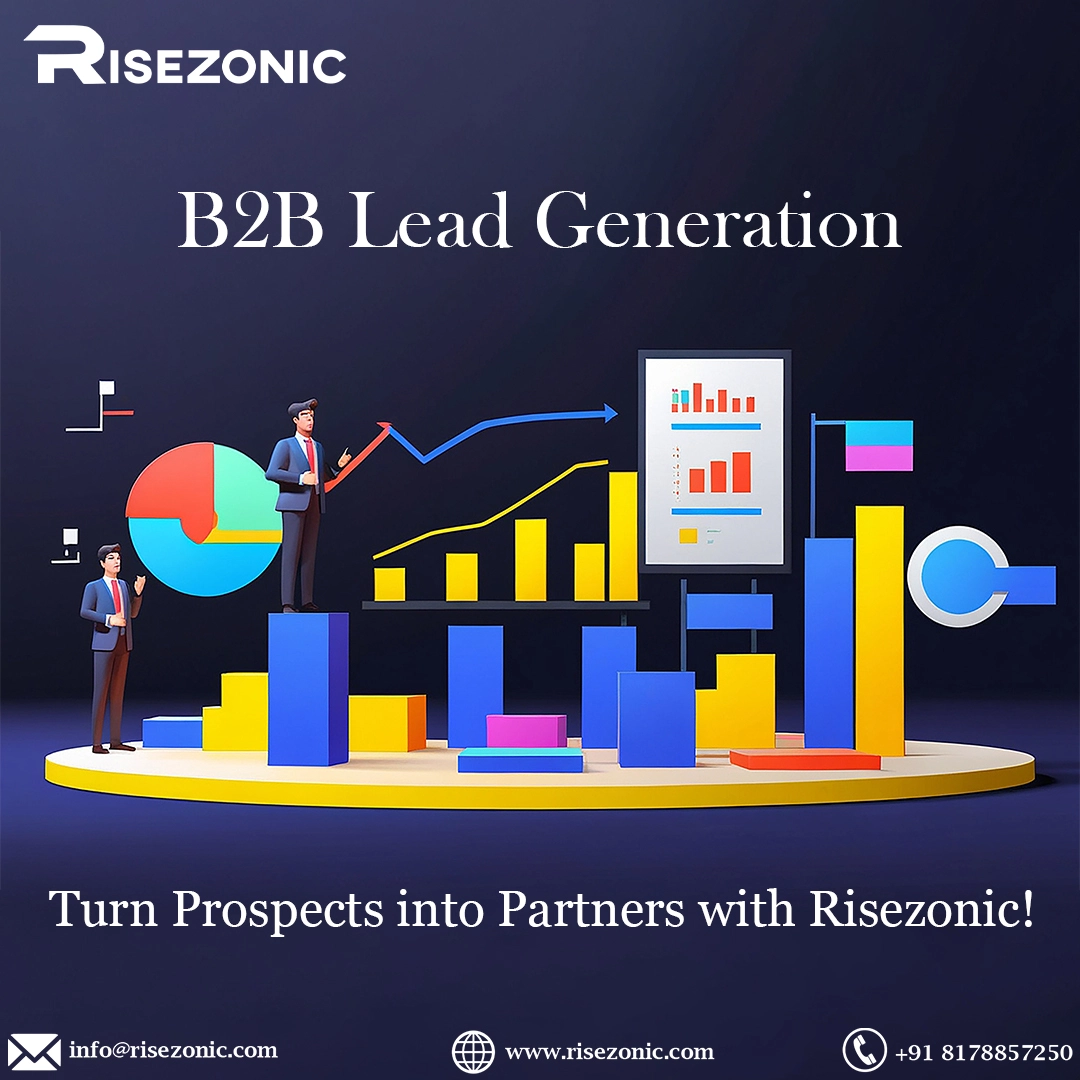 RISEZONIC
B2B Lead Generation
Turn Prospects into Partners with Risezonic!
info@risezonic.com
www.risezonic.com
+91 8178857250